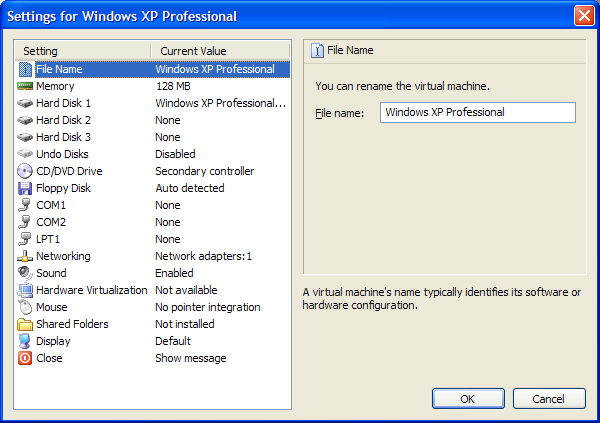 Settings for Windows XP Professional
Setting Current Value
File Name Windows XP Professional
Memory 128 MB
Hard Disk 1 Windows XP Professional...
Hard Disk 2 None
Hard Disk 3 None
Undo Disks Disabled
CD/DVD Drive Secondary controller
Floppy Disk Auto detected
COM1 None
COM2 None
LPT1 None
Networking Network adapters:1
Sound Enabled
Hardware Virtualization Not available
Mouse No pointer integration
Shared Folders Not installed
Display Default
Close Show message
File Name
You can rename the virtual machine.
File name: Windows XP Professional
A virtual machine's name typically identifies its software or
hardware configuration.
OK Cancel